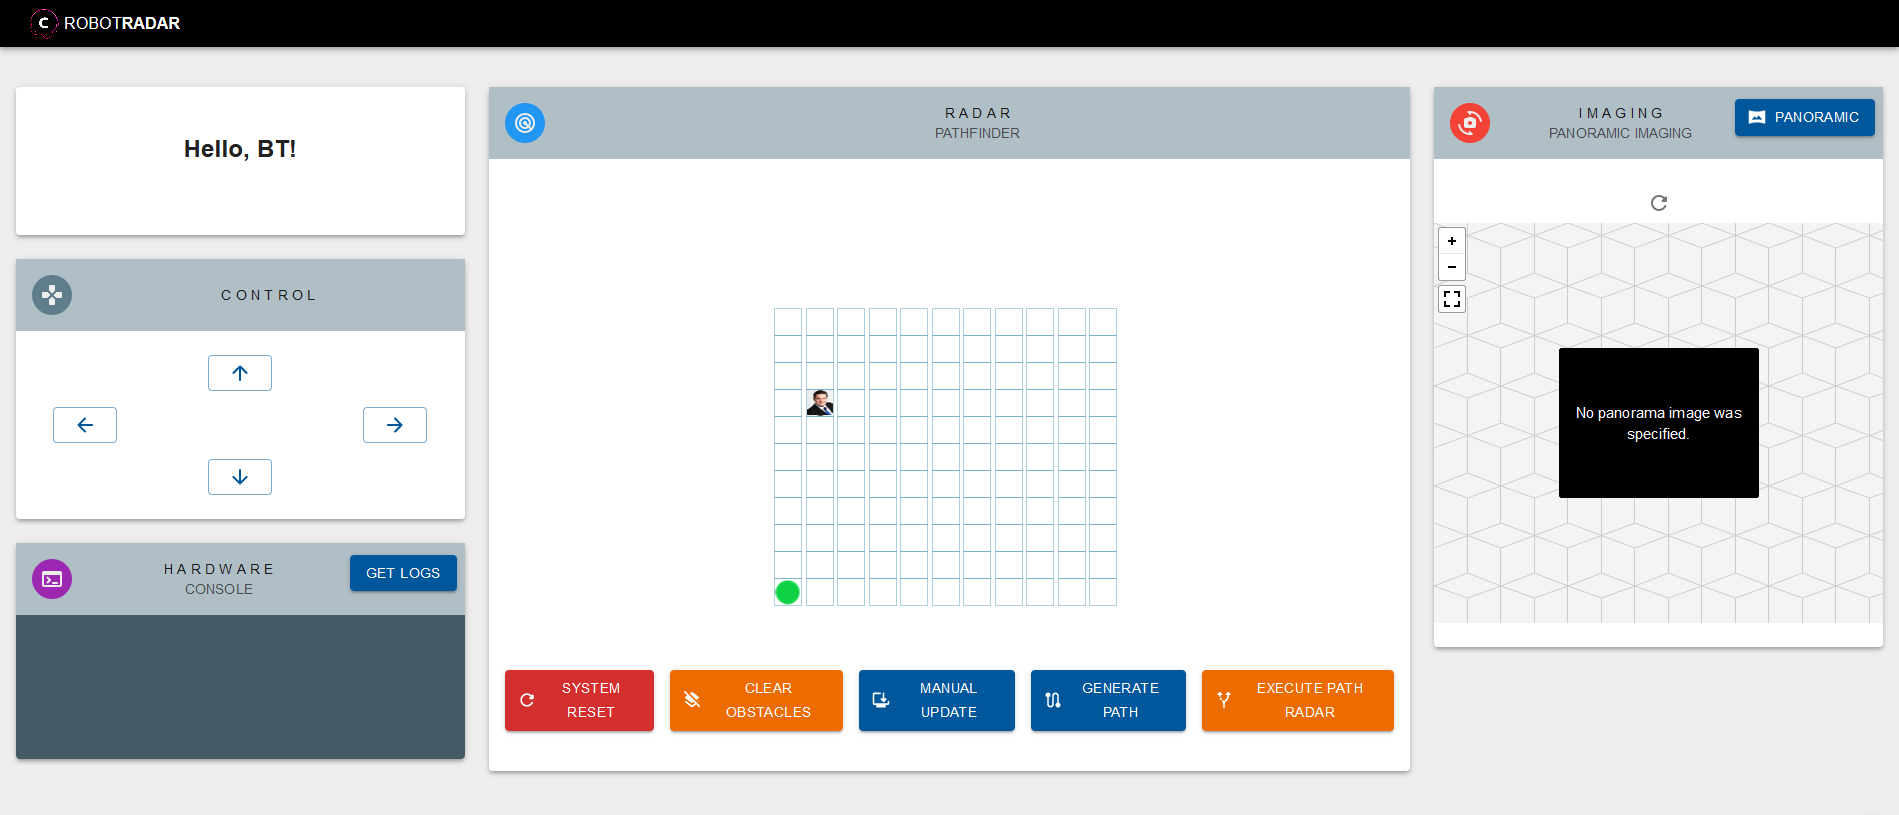 C ROBOTRADAR
Hello, BT!
CONTROL
HARDWARE
CONSOLE
GET LOGS
RADAR
PATHFINDER
SYSTEM
RESET
CLEAR
OBSTACLES
MANUAL
UPDATE
GENERATE
PATH
EXECUTE PATH
RADAR
IMAGING
PANORAMIC IMAGING
PANORAMIC
+
−
No panorama image was
specified.